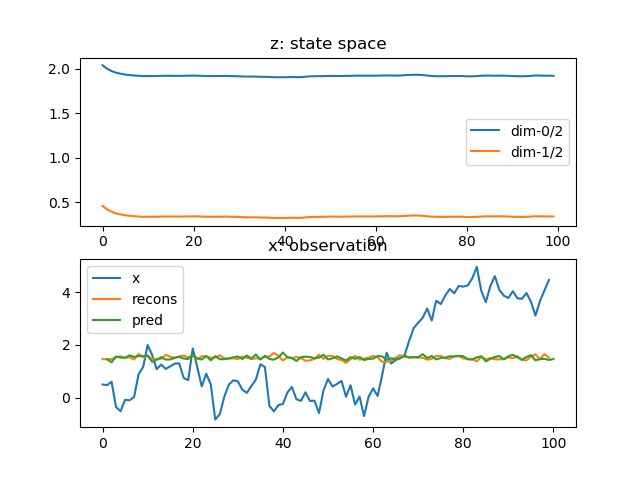 z: state space
2.0
1.5
1.0
0.5
dim-0/2
dim-1/2
0 20 40 60 80 100
x: observation
4
2
0
x
recons
pred
0 20 40 60 80 100